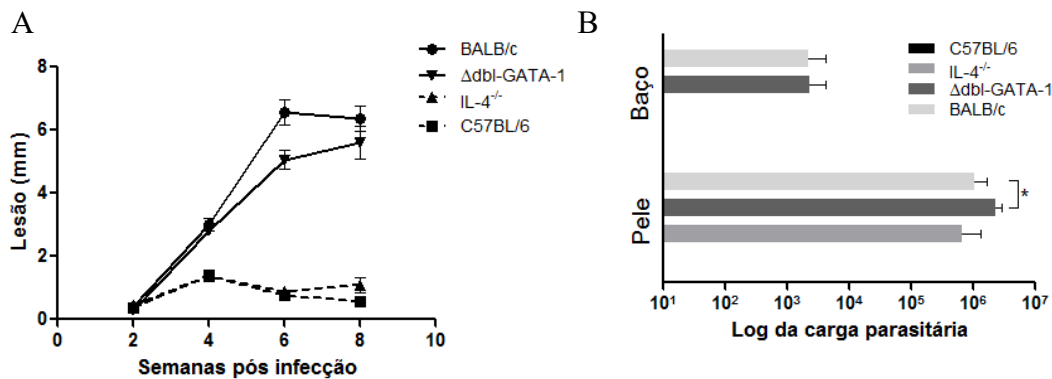 A
BALB/c
Δdbl-GATA-1
IL-4-/-
C57BL/6
Lesão (mm)
8
6
4
2
0
0 2 4 6 8 10
Semanas pós infecção
B
C57BL/6
IL-4-/-
Δdbl-GATA-1
BALB/c
Baço
Pele
*
10¹ 10² 10³ 10⁴ 10⁵ 10⁶ 10⁷
Log da carga parasitária